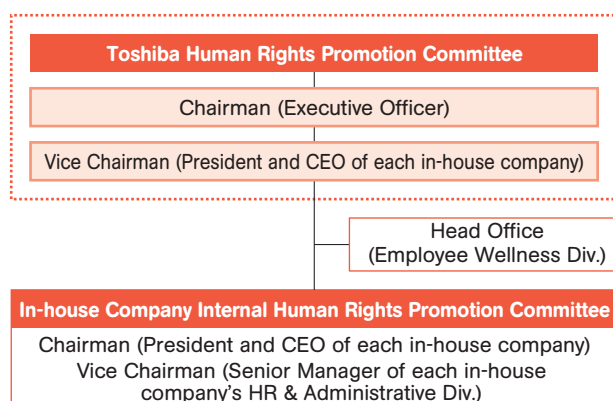 Toshiba Human Rights Promotion Committee
Chairman (Executive Officer)
Vice Chairman (President and CEO of each in-house company)
Head Office
(Employee Wellness Div.)
In-house Company Internal Human Rights Promotion Committee
Chairman (President and CEO of each in-house company)
Vice Chairman (Senior Manager of each in-house
company's HR & Administrative Div.)